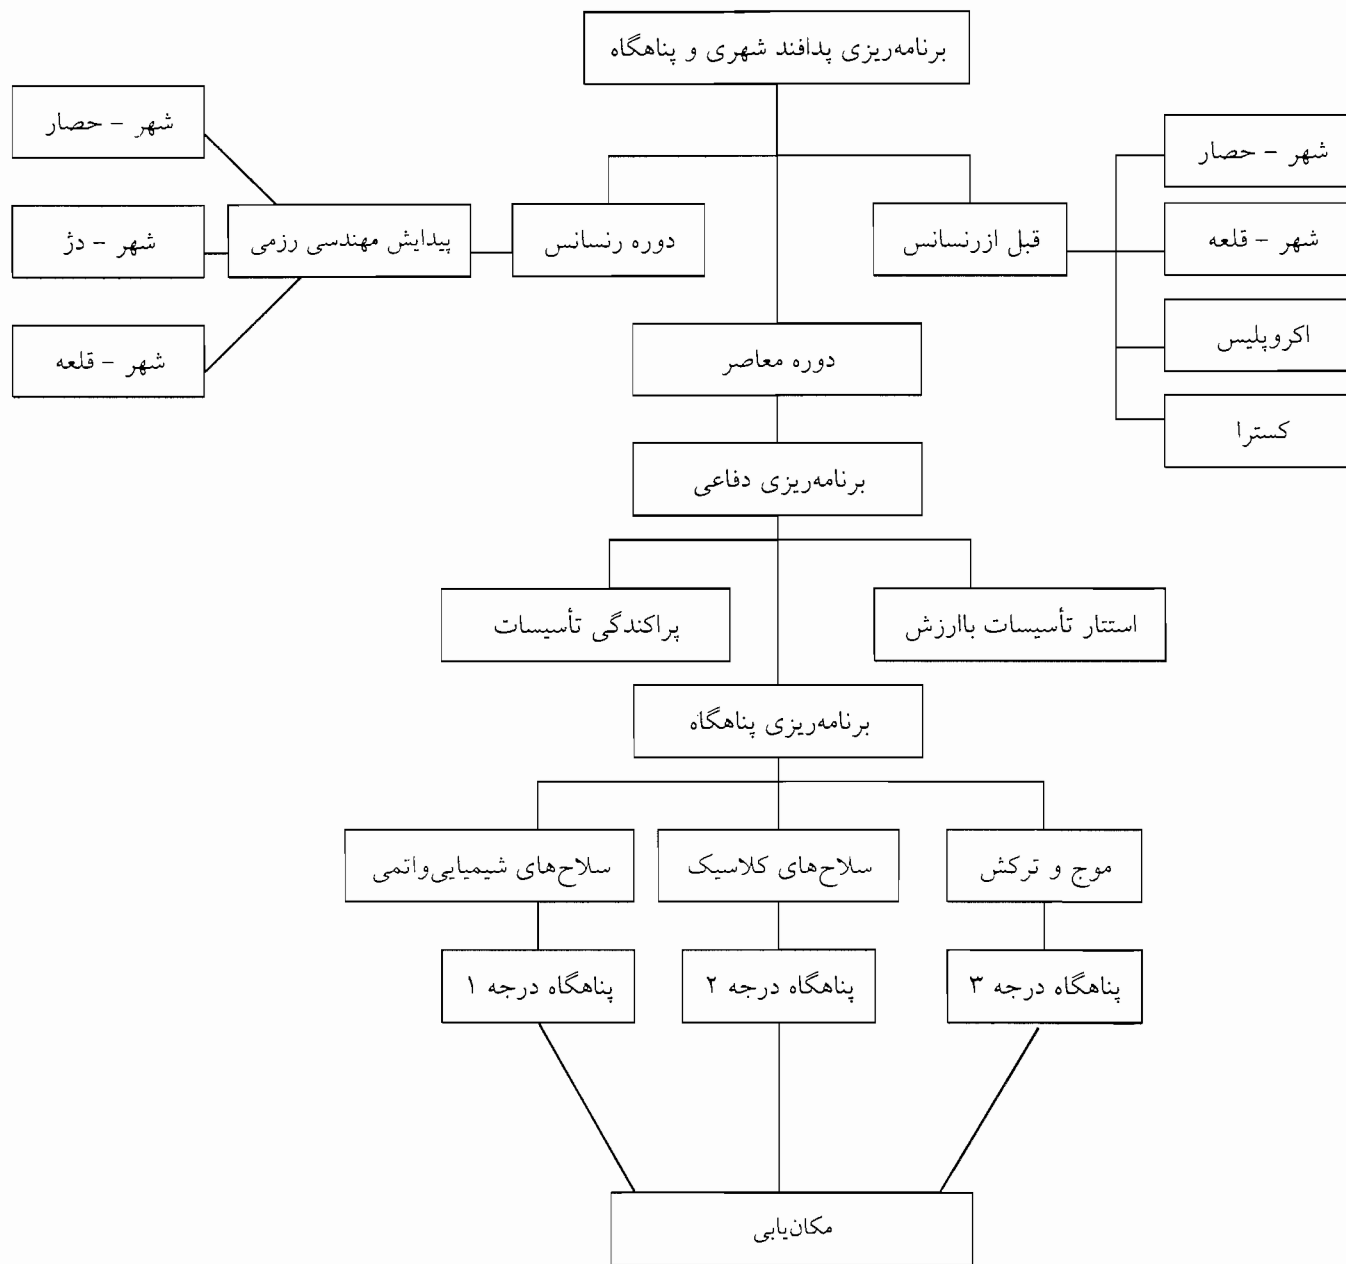 برنامه‌ریزی پدافند شهری و پناهگاه
شهر – حصار
شهر – حصار
قبل ازرنسانس
دوره رنسانس
پیدایش مهندسی رزمی
شهر – قلعه
شهر – دژ
اکروپلیس
شهر – قلعه
دوره معاصر
کسترا
برنامه‌ریزی دفاعی
استتار تأسیسات باارزش
پراکندگی تأسیسات
برنامه‌ریزی پناهگاه
موج و ترکش
سلاح‌های کلاسیک
سلاح‌های شیمیایی‌واتمی
پناهگاه درجه ۳
پناهگاه درجه ۲
پناهگاه درجه ۱
مکان‌یابی